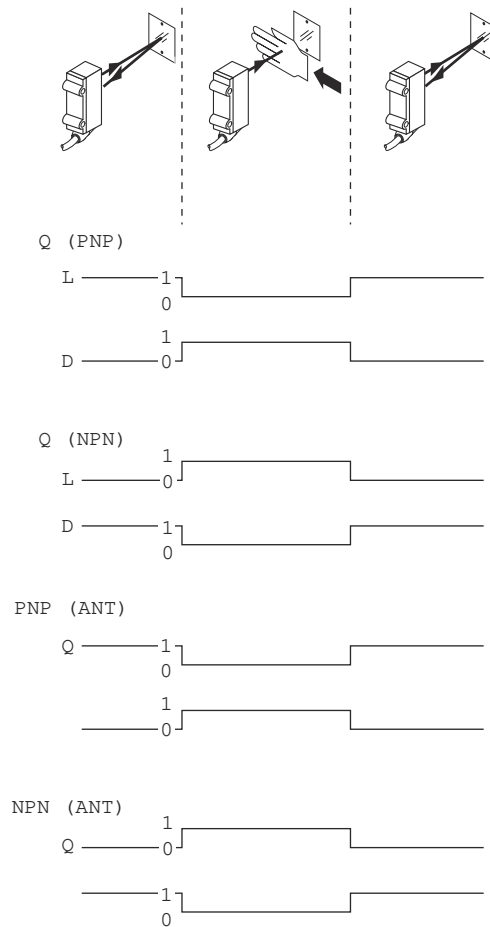 Q (PNP)
L 1
0
1
D 0
Q (NPN)
1
L 0
D 1
0
PNP (ANT)
Q 1
0
1
0
NPN (ANT)
1
Q 0
1
0